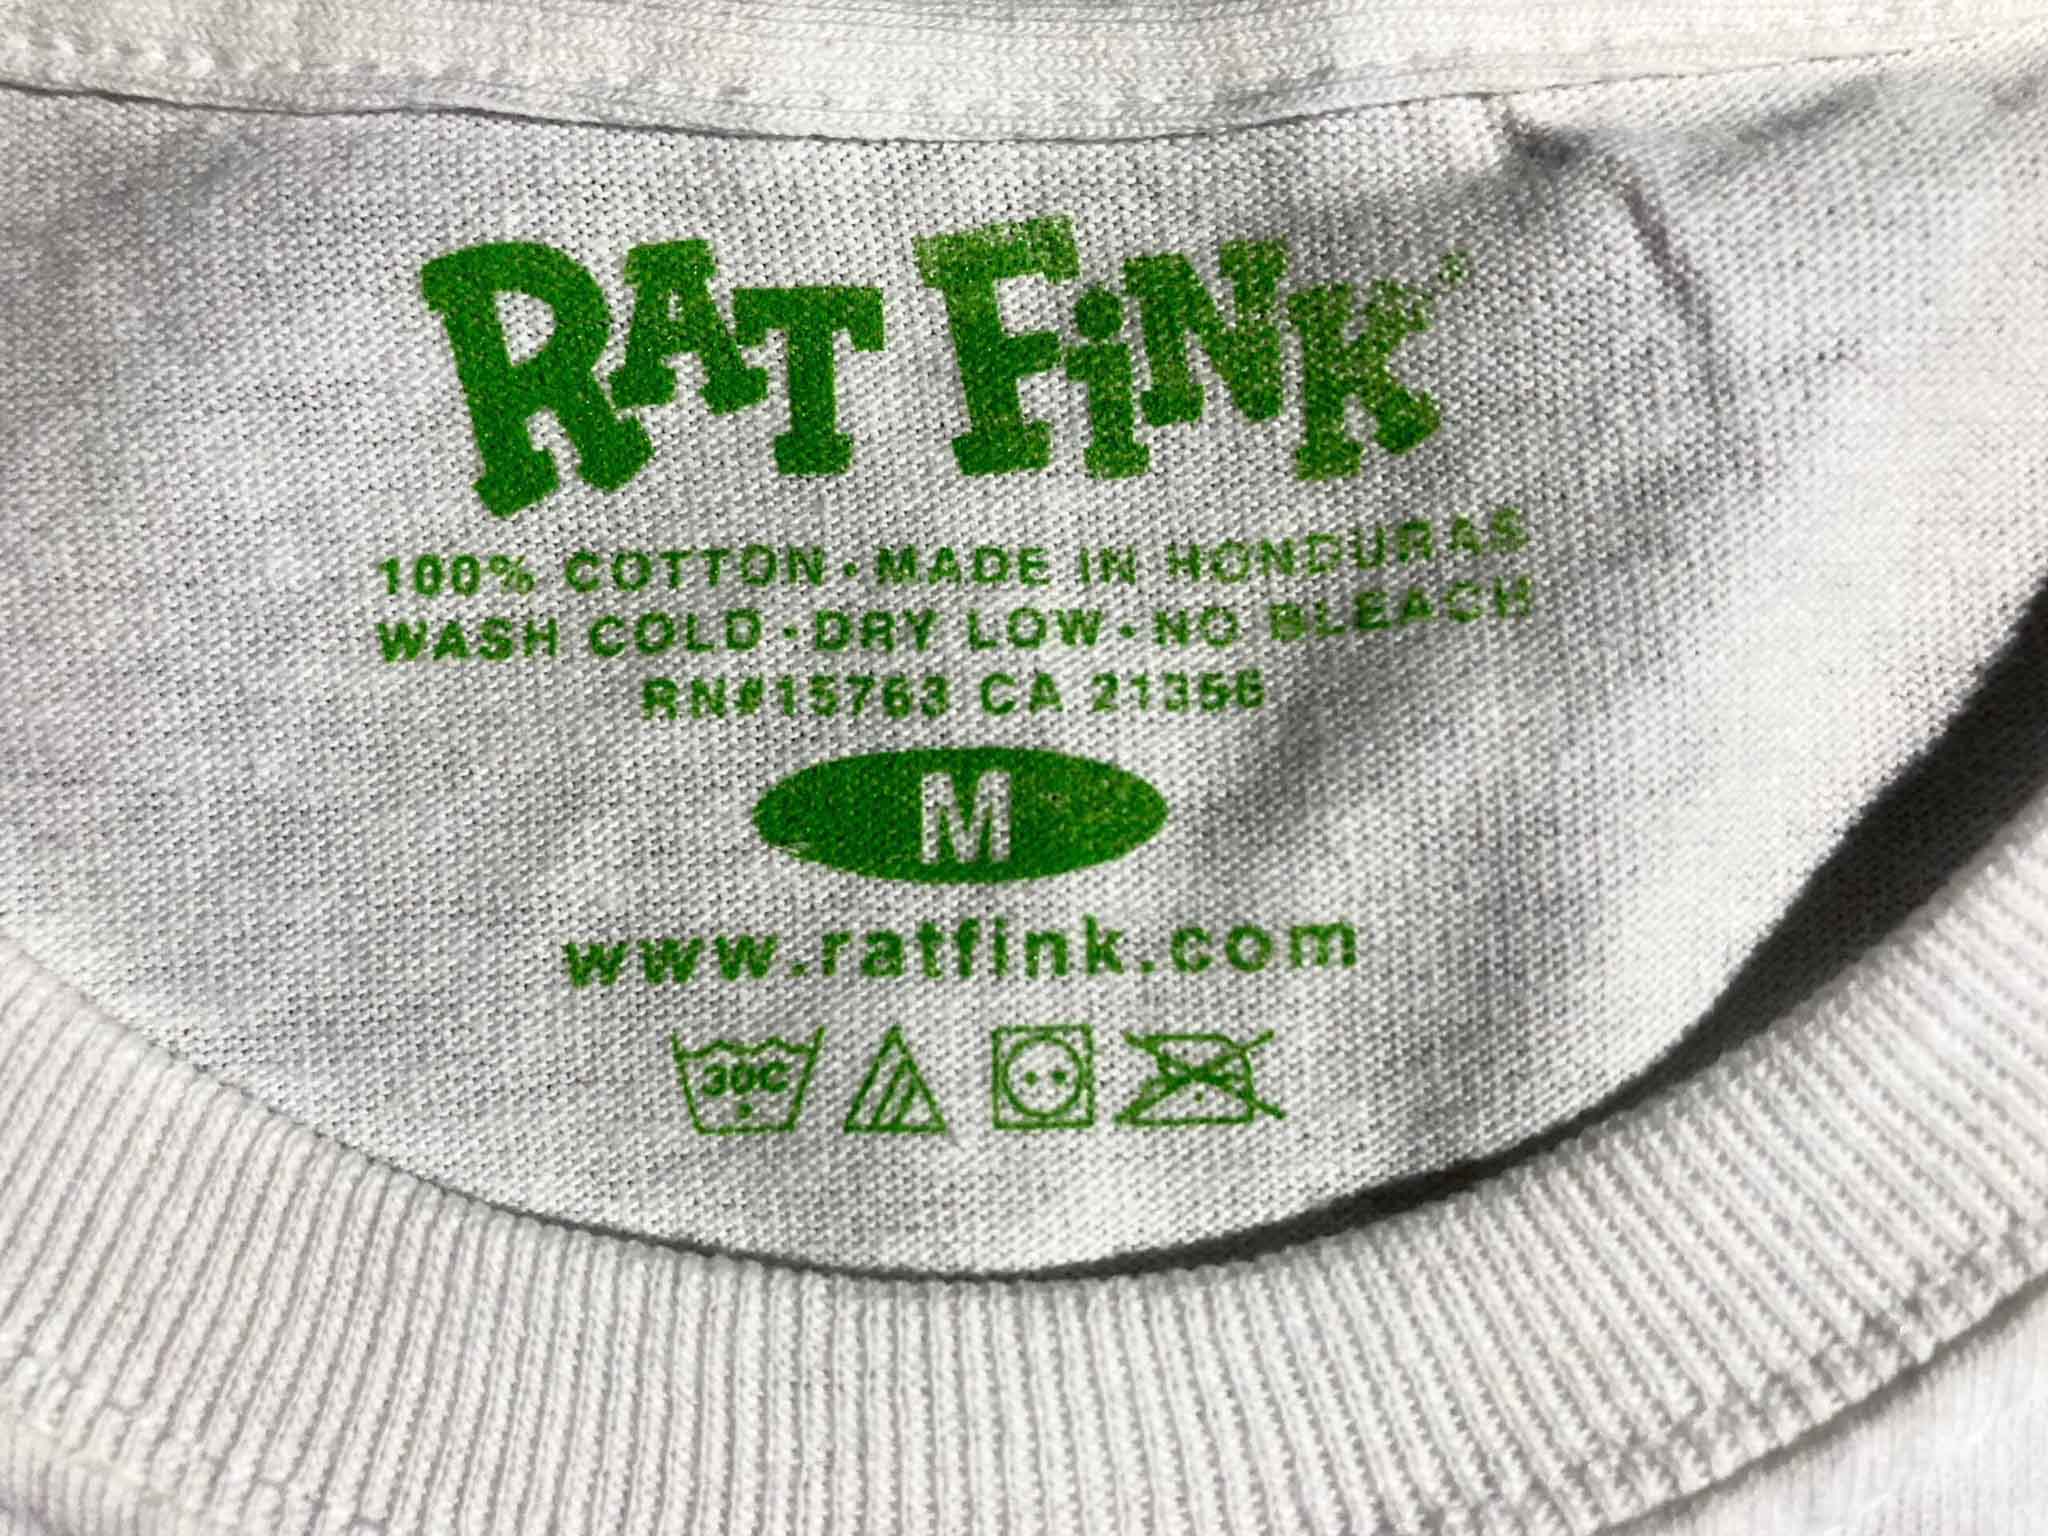 RAT FiNK®
100% COTTON · MADE IN HONDURAS
WASH COLD · DRY LOW · NO BLEACH
RN#15763 CA 21356
M
www.ratfink.com
30C